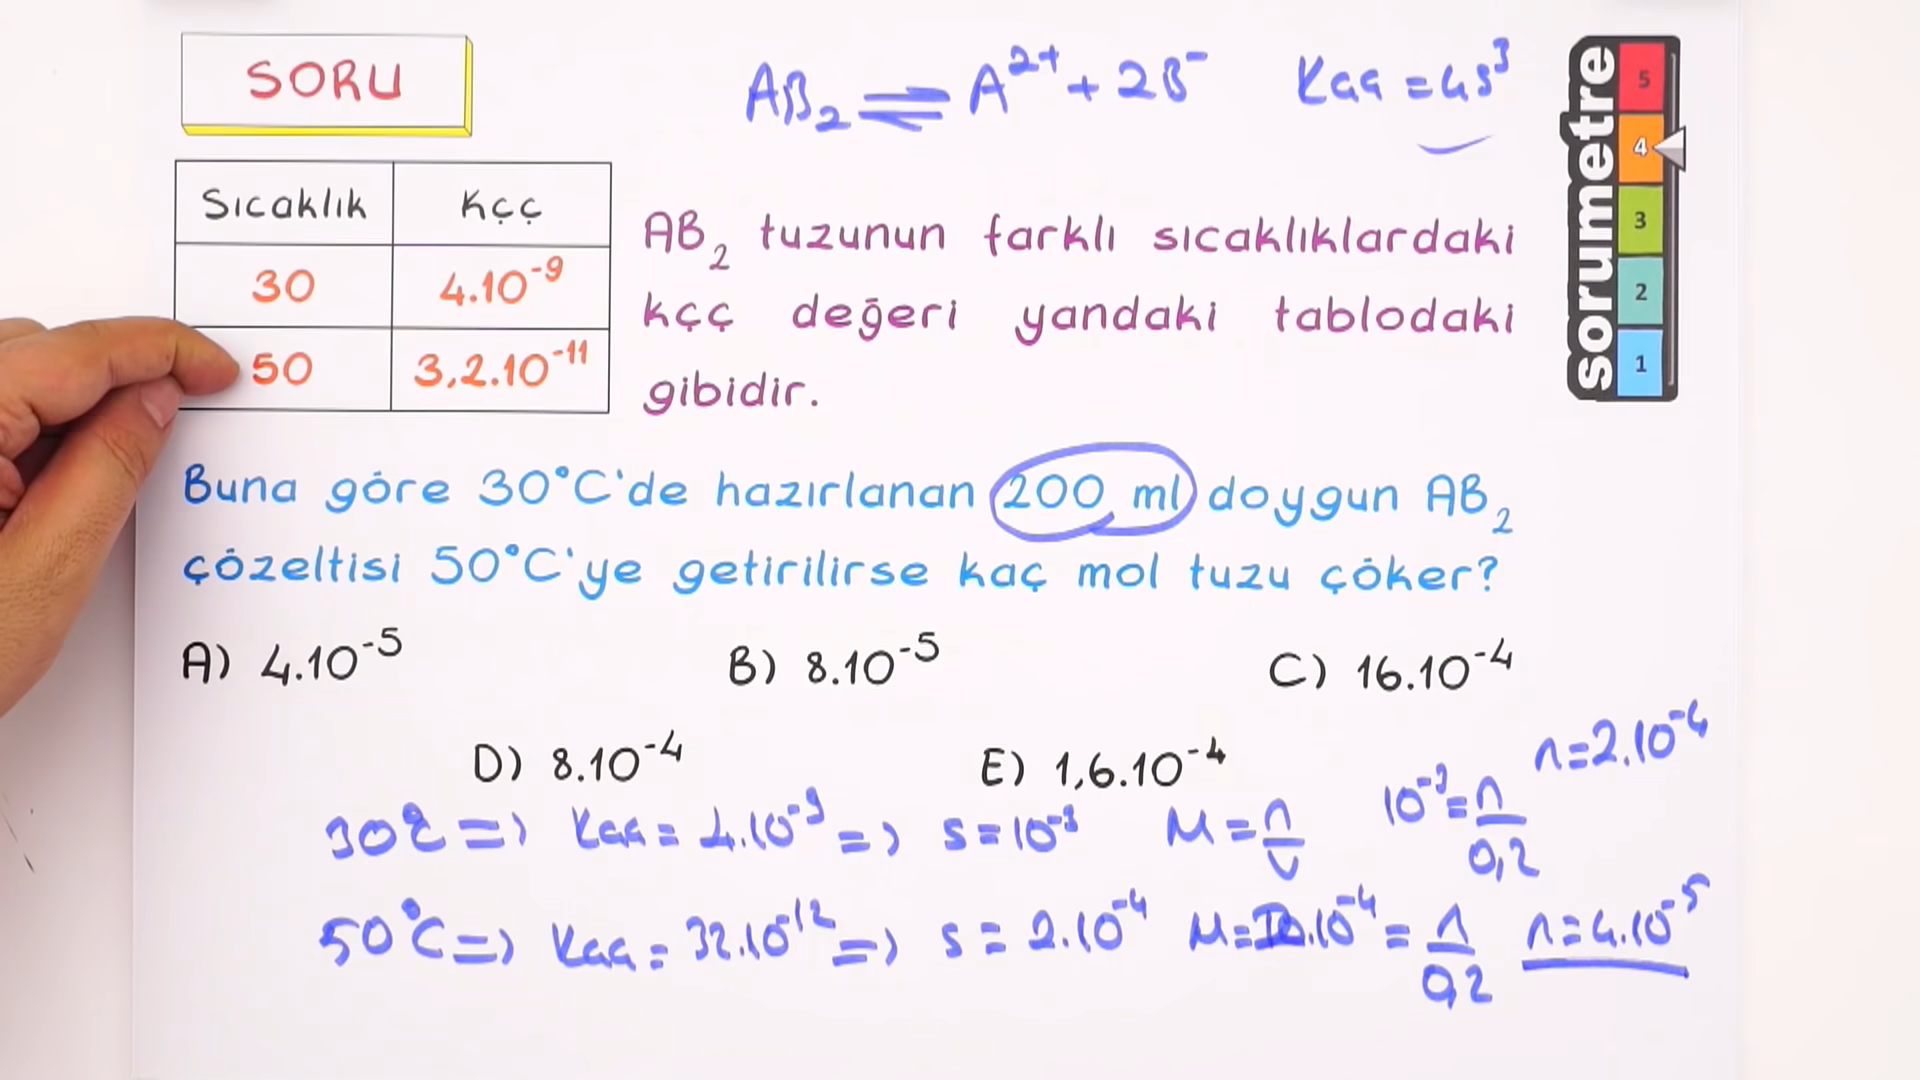 SORU
AB₂ ⇌ A²⁺ + 2B⁻ Kçç = 4s³
sorumetre
5
4
3
2
1
Sıcaklık Kçç
30 4.10⁻⁹
50 3,2.10⁻¹¹
AB₂ tuzunun farklı sıcaklıklardaki
kçç değeri yandaki tablodaki
gibidir.
Buna göre 30°C'de hazırlanan 200 ml doygun AB₂
çözeltisi 50°C'ye getirilirse kaç mol tuzu çöker?
A) 4.10⁻⁵ B) 8.10⁻⁵ C) 16.10⁻⁴
D) 8.10⁻⁴ E) 1,6.10⁻⁴
30°C => Kçç = 4.10⁻⁹ => s = 10⁻³ M = n/V 10⁻³ = n/0,2 n = 2.10⁻⁴
50°C => Kçç = 32.10⁻¹² => s = 2.10⁻⁴ M = 2.10⁻⁴ = n/0,2 n = 4.10⁻⁵